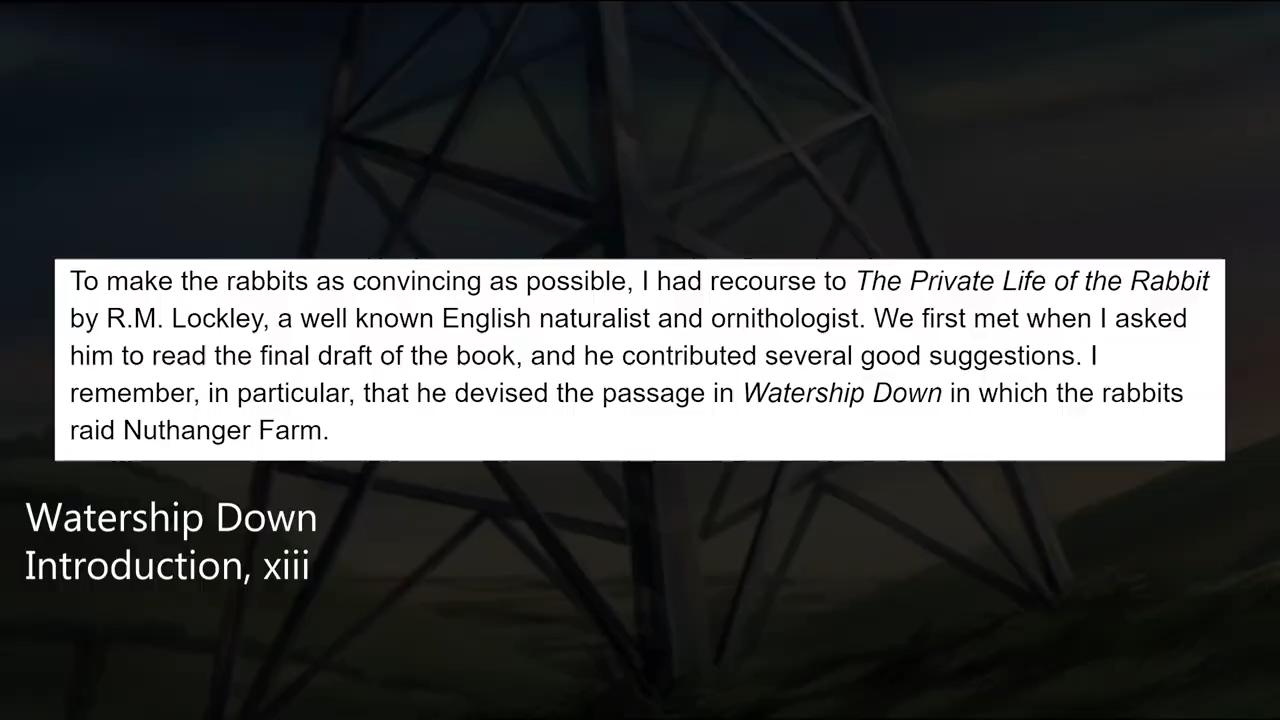 To make the rabbits as convincing as possible, I had recourse to The Private Life of the Rabbit
by R.M. Lockley, a well known English naturalist and ornithologist. We first met when I asked
him to read the final draft of the book, and he contributed several good suggestions. I
remember, in particular, that he devised the passage in Watership Down in which the rabbits
raid Nuthanger Farm.
Watership Down
Introduction, xiii